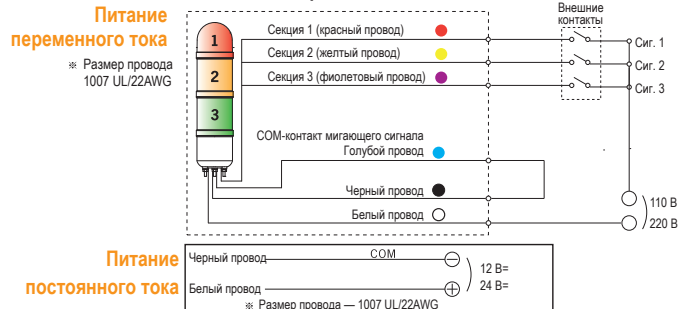 Питание
переменного тока
※ Размер провода
1007 UL/22AWG
1
2
3
Секция 1 (красный провод)
Секция 2 (желтый провод)
Секция 3 (фиолетовый провод)
COM-контакт мигающего сигнала
Голубой провод
Черный провод
Белый провод
Внешние
контакты
Сиг. 1
Сиг. 2
Сиг. 3
110 В
220 В
Питание
постоянного тока
Черный провод
COM
Белый провод
12 В=
24 В=
※ Размер провода — 1007 UL/22AWG